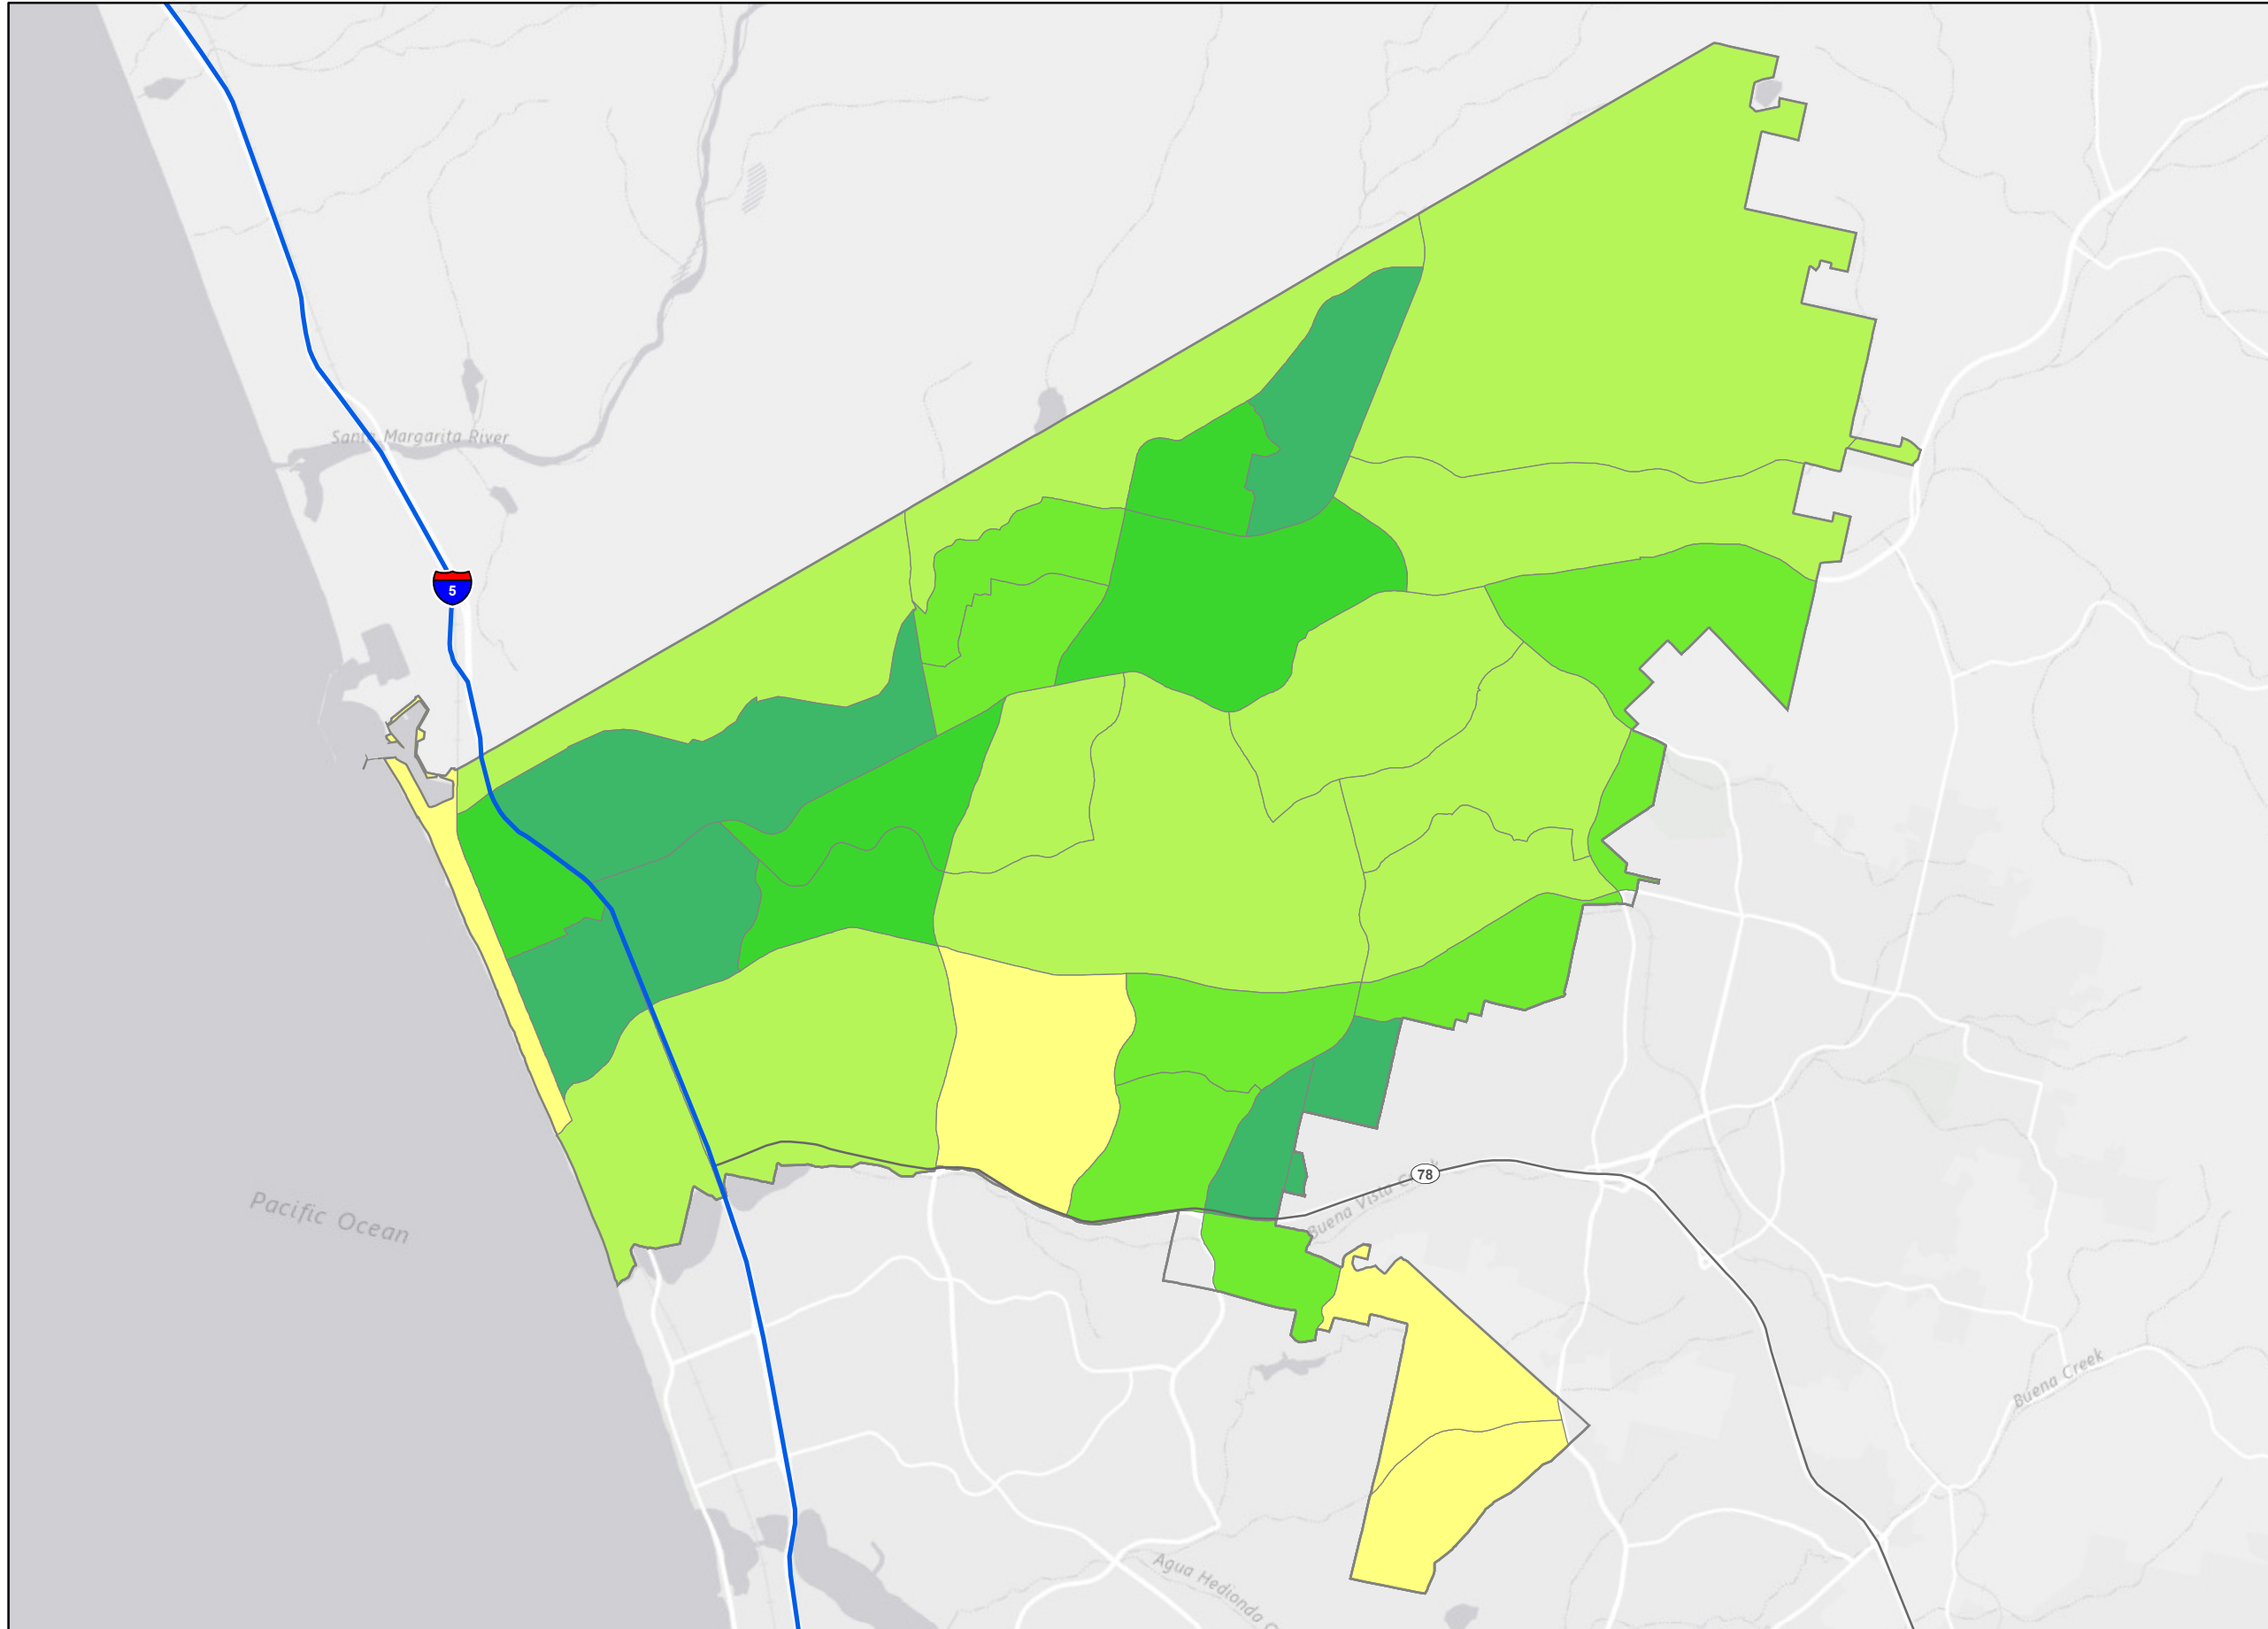 Santa Margarita River
5
Pacific Ocean
78
Buena Vista C
Buena Creek
Agua Hedionda C